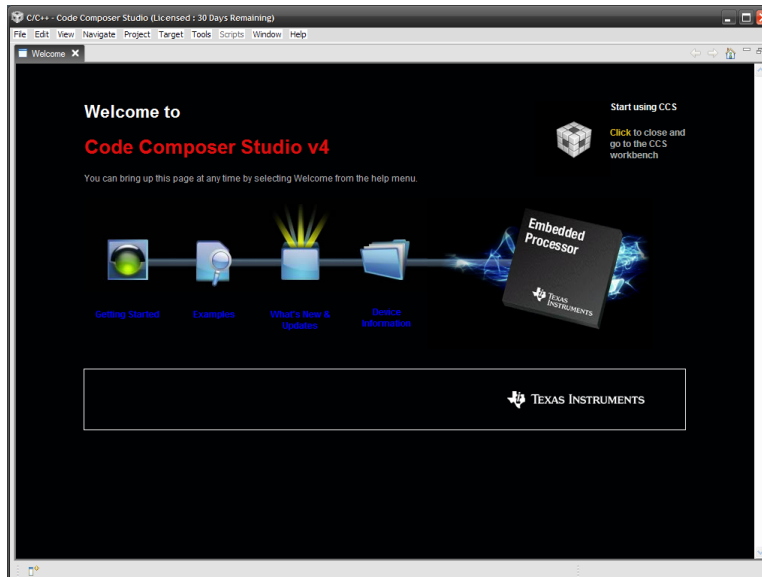 C/C++ - Code Composer Studio (Licensed : 30 Days Remaining)
File Edit View Navigate Project Target Tools Scripts Window Help
Welcome
Welcome to
Code Composer Studio v4
You can bring up this page at any time by selecting Welcome from the help menu.
Start using CCS
Click to close and
go to the CCS
workbench
Embedded
Processor
TEXAS
INSTRUMENTS
Getting Started
Examples
What's New &
Updates
Device
Information
TEXAS INSTRUMENTS